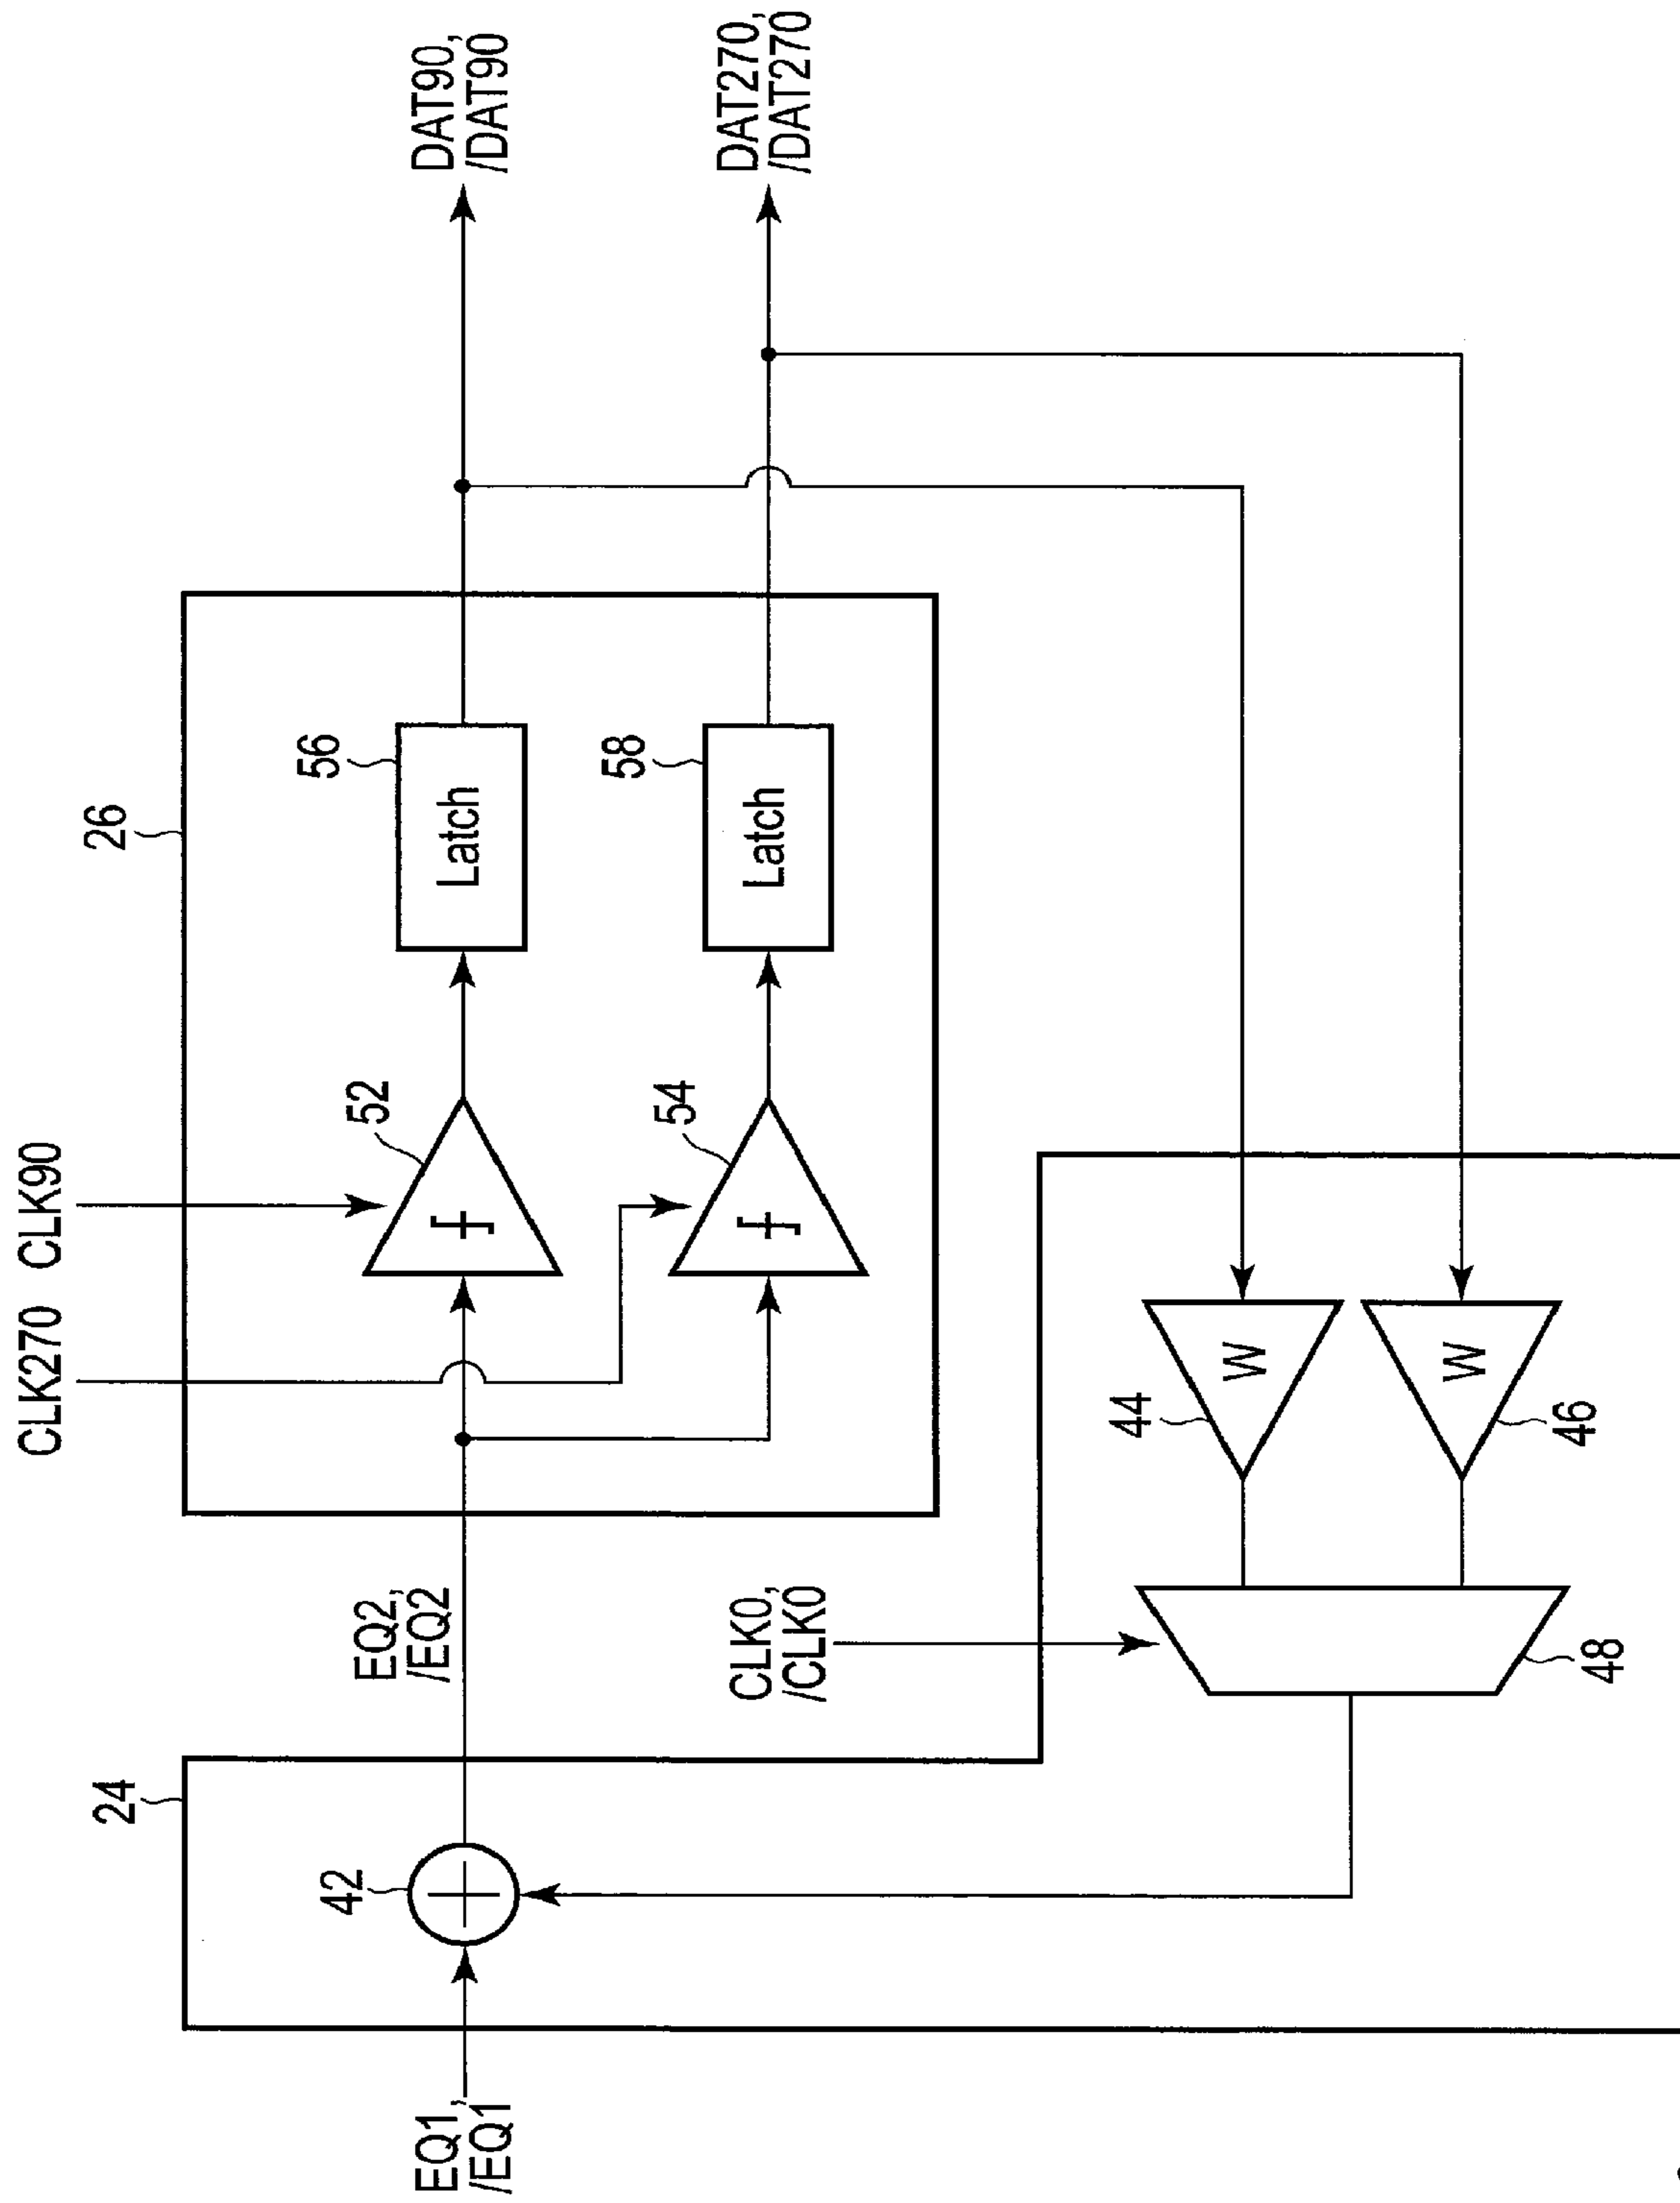 CLK270
CLK90
26
52
56
DAT90,
/DAT90
Latch
54
58
DAT270,
/DAT270
Latch
24
42
EQ1,
/EQ1
EQ2,
/EQ2
CLK0,
/CLK0
44
W
46
W
48